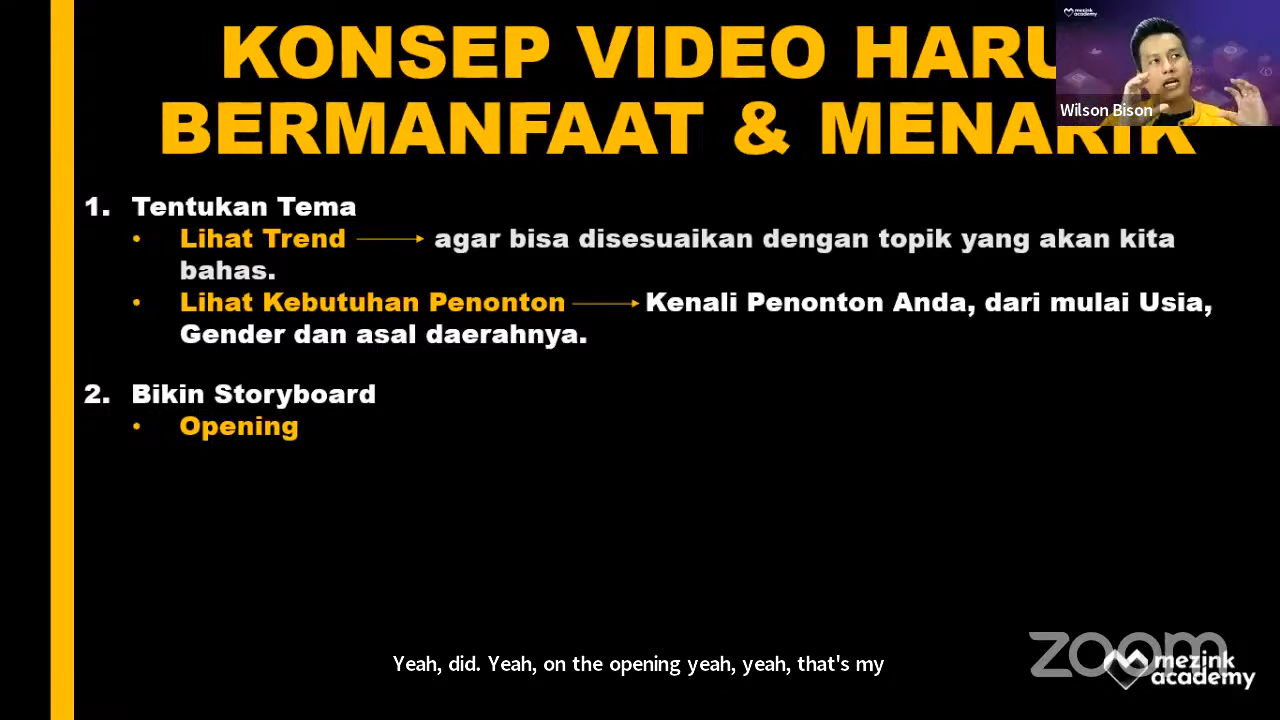 KONSEP VIDEO HARU
BERMANFAAT & MENARIK
mezink
academy
Wilson Bison
1. Tentukan Tema
• Lihat Trend → agar bisa disesuaikan dengan topik yang akan kita
bahas.
• Lihat Kebutuhan Penonton → Kenali Penonton Anda, dari mulai Usia,
Gender dan asal daerahnya.
2. Bikin Storyboard
• Opening
Yeah, did. Yeah, on the opening yeah, yeah, that's my
zoom
mezink
academy